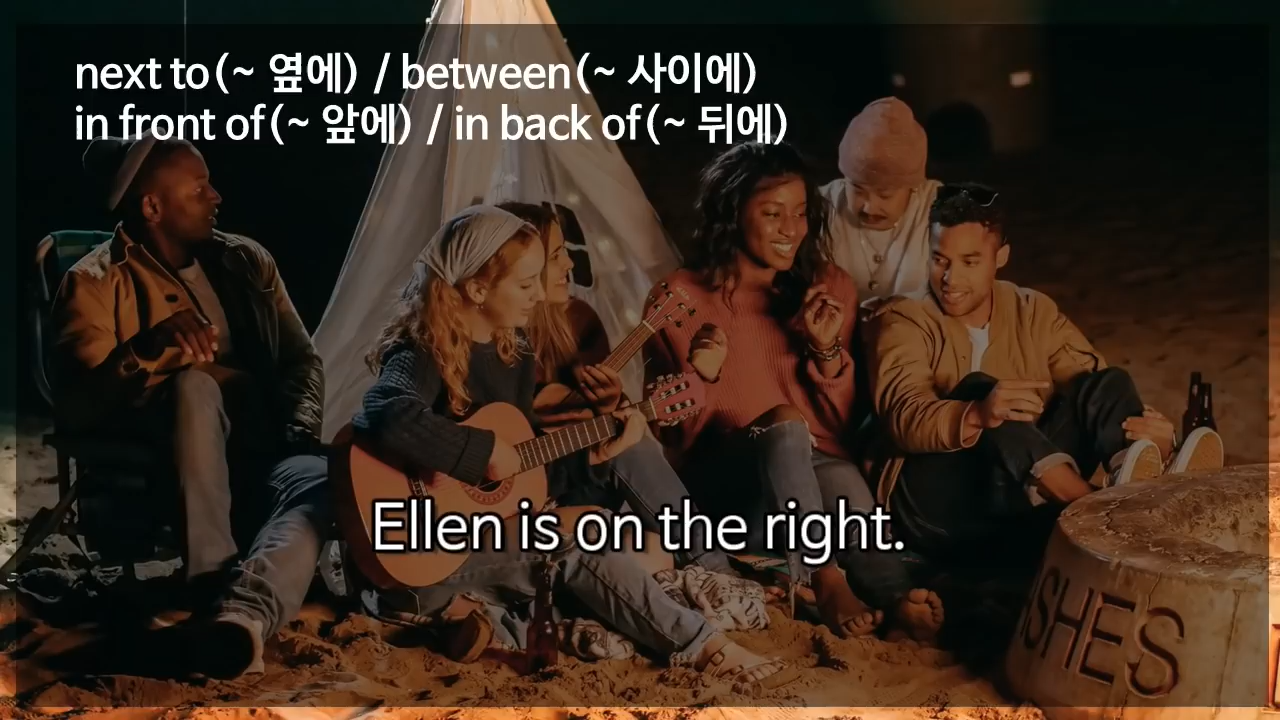 next to(~ 옆에) / between(~ 사이에)
in front of(~ 앞에) / in back of(~ 뒤에)
Ellen is on the right.
SHES